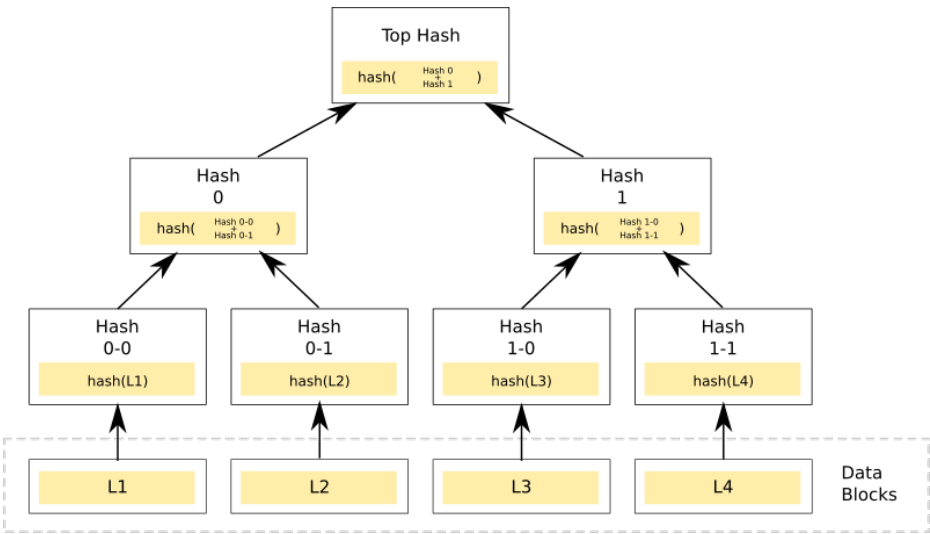 Top Hash
hash( Hash 0 + Hash 1 )
Hash
0
hash( Hash 0-0 + Hash 0-1 )
Hash
1
hash( Hash 1-0 + Hash 1-1 )
Hash
0-0
hash(L1)
Hash
0-1
hash(L2)
Hash
1-0
hash(L3)
Hash
1-1
hash(L4)
L1
L2
L3
L4
Data
Blocks